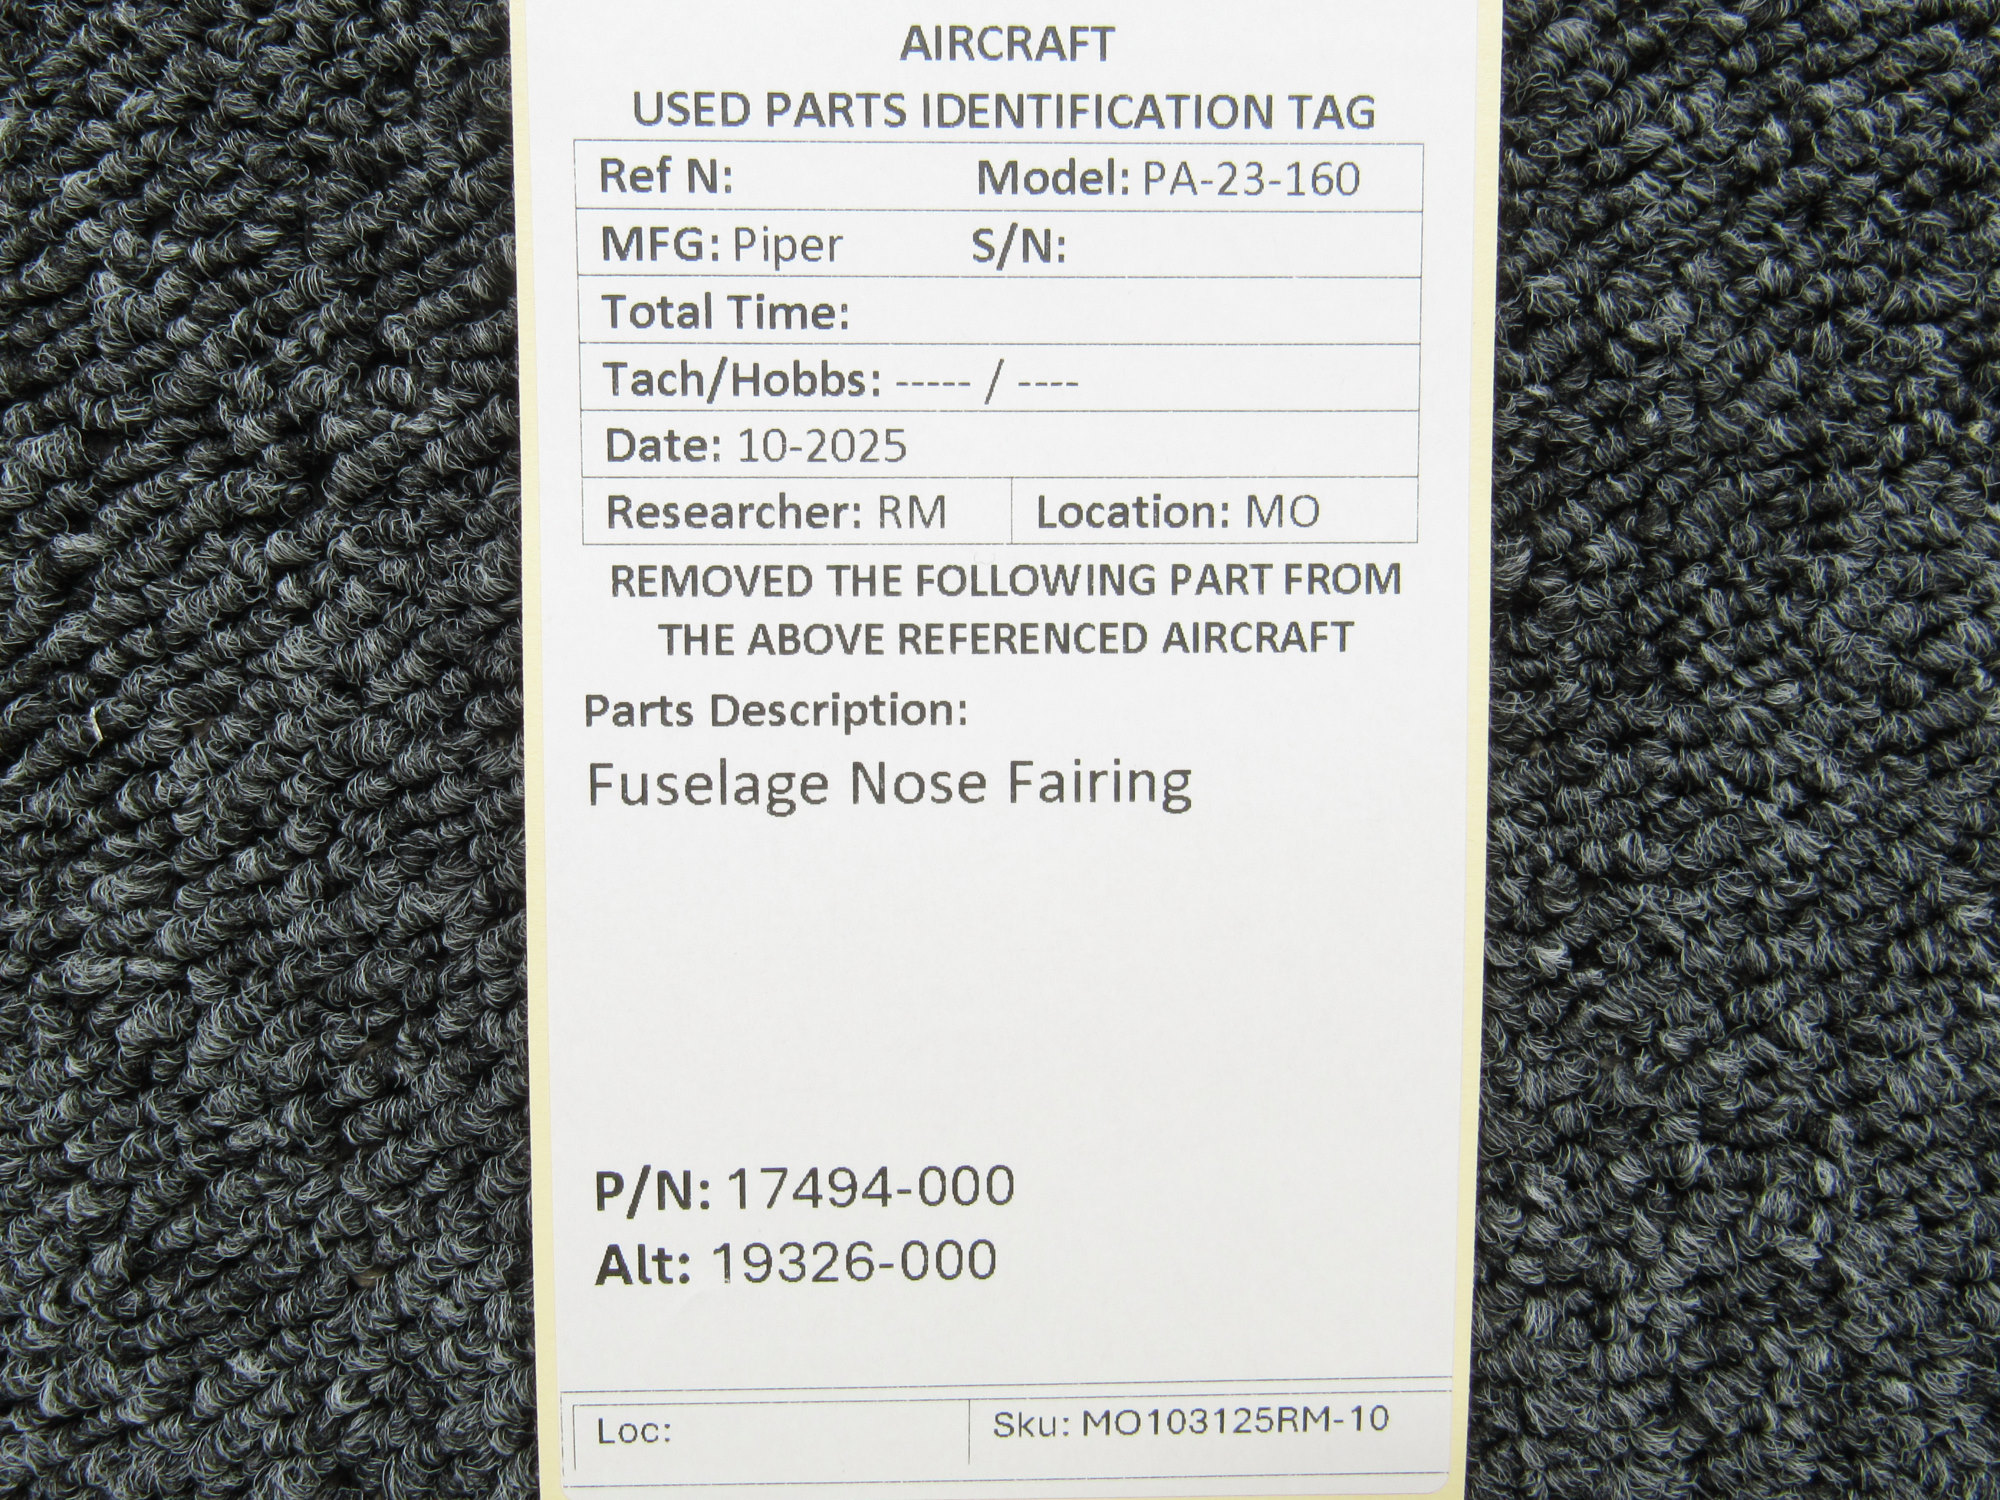 AIRCRAFT
USED PARTS IDENTIFICATION TAG
Ref N: Model: PA-23-160
MFG: Piper S/N:
Total Time:
Tach/Hobbs: ----- / ----
Date: 10-2025
Researcher: RM Location: MO
REMOVED THE FOLLOWING PART FROM
THE ABOVE REFERENCED AIRCRAFT
Parts Description:
Fuselage Nose Fairing
P/N: 17494-000
Alt: 19326-000
Loc: Sku: MO103125RM-10